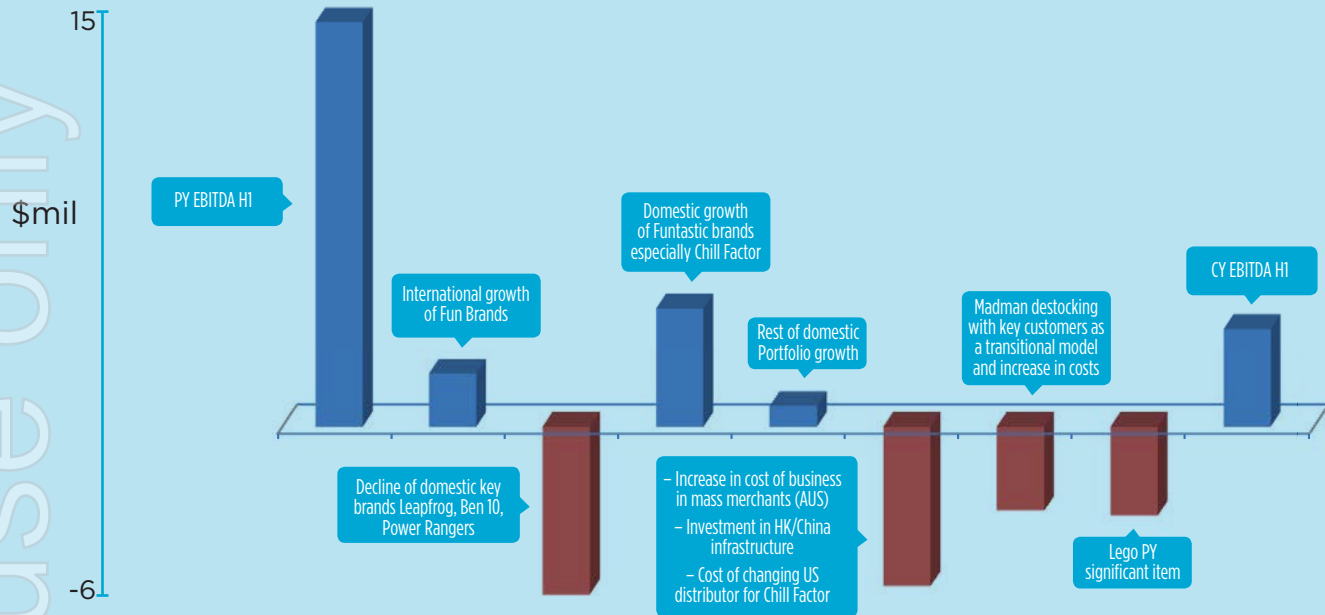 15
$mil
-6
PY EBITDA H1
International growth
of Fun Brands
Decline of domestic key
brands Leapfrog, Ben 10,
Power Rangers
Domestic growth
of Funtastic brands
especially Chill Factor
Rest of domestic
Portfolio growth
– Increase in cost of business
in mass merchants (AUS)
– Investment in HK/China
infrastructure
– Cost of changing US
distributor for Chill Factor
Madman destocking
with key customers as
a transitional model
and increase in costs
Lego PY
significant item
CY EBITDA H1
use only